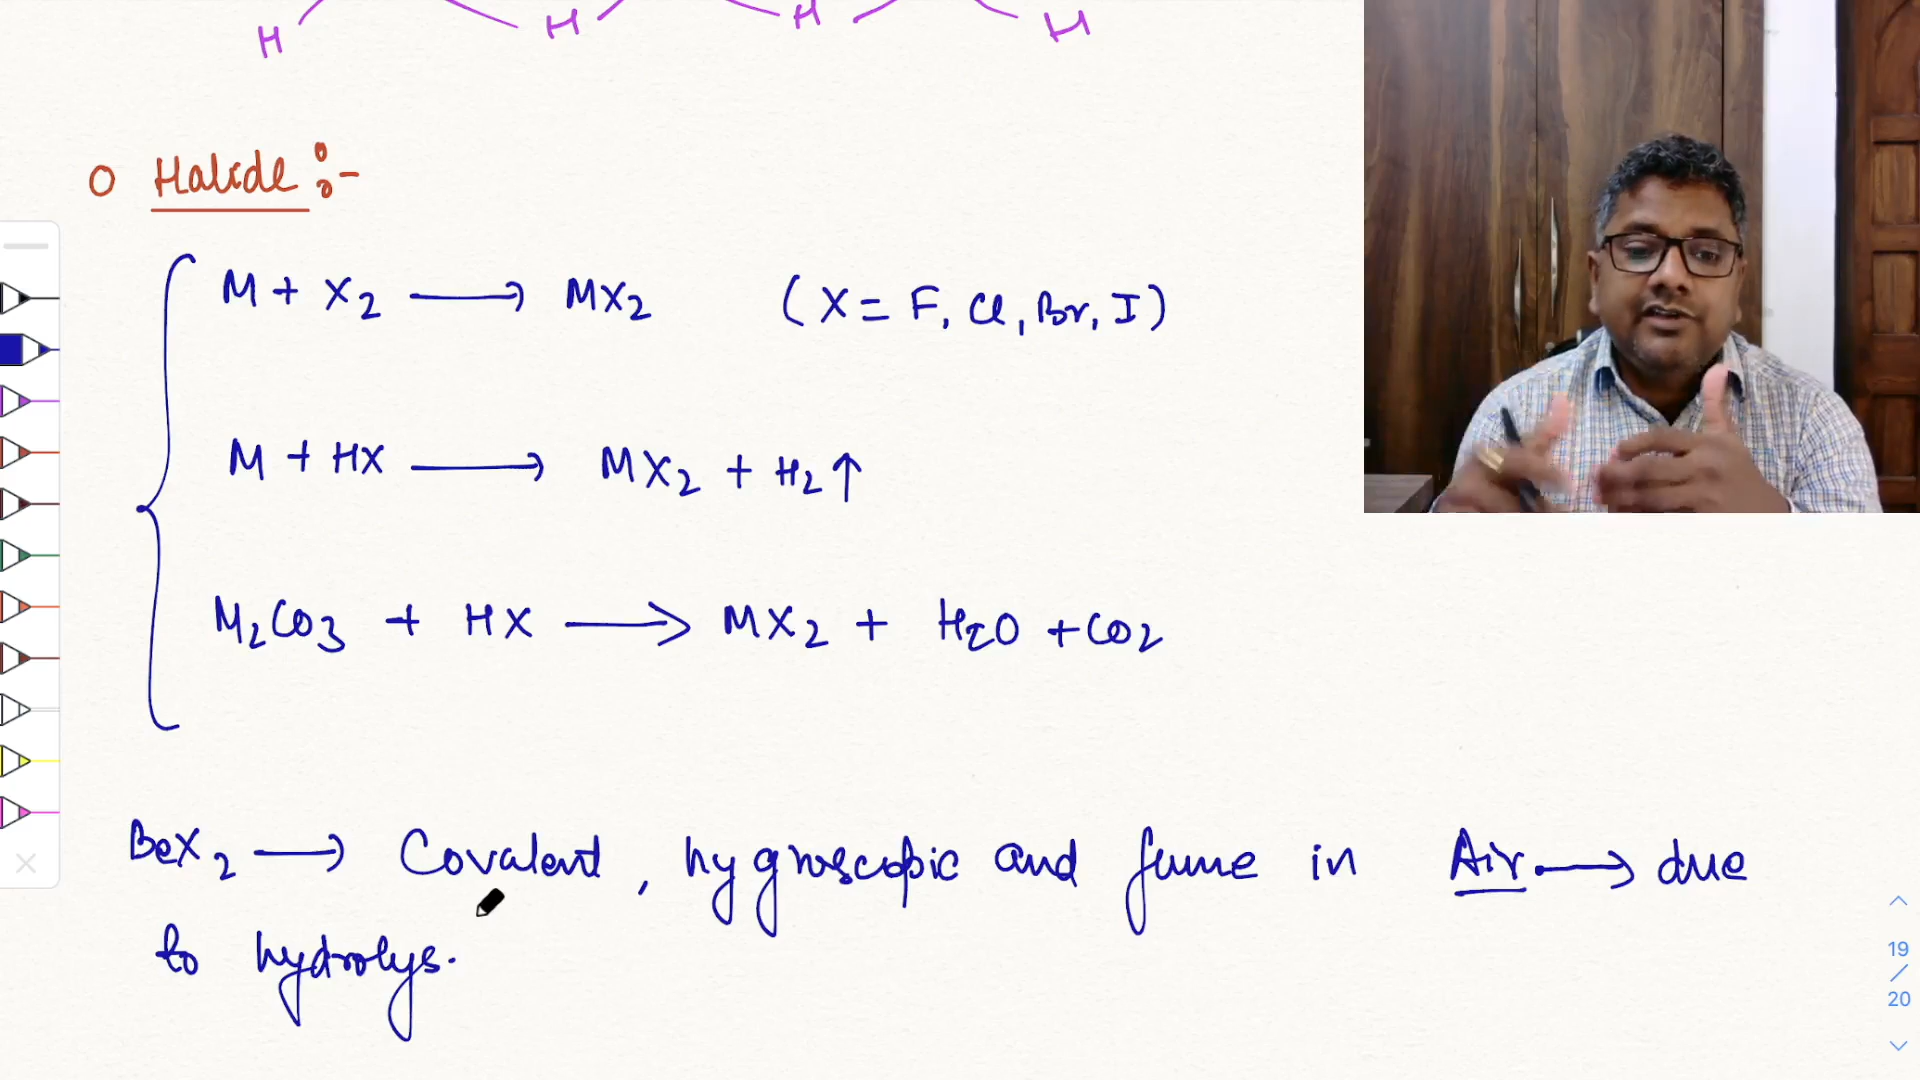 H H H H
O Halide :-
M + X2 ⟶ MX2 (X = F, Cl, Br, I)
M + HX ⟶ MX2 + H2↑
M2CO3 + HX ⟶ MX2 + H2O + CO2
BeX2 ⟶ Covalent, hygroscopic and fume in Air ⟶ due
to hydrolys.
19
/
20